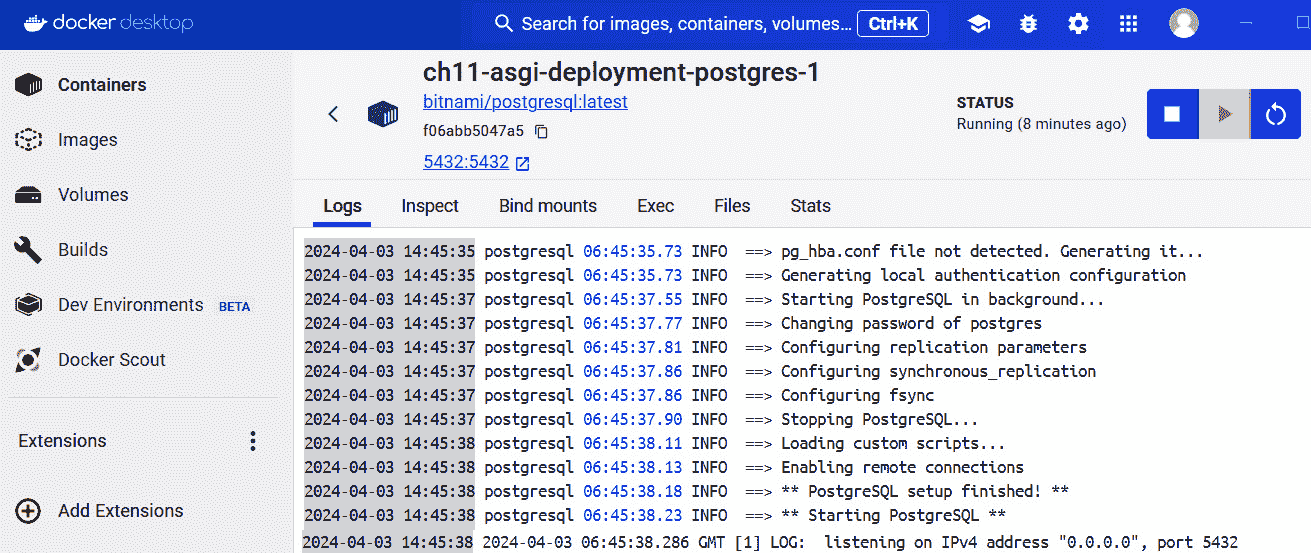 docker desktop
Search for images, containers, volumes... Ctrl+K
Containers
Images
Volumes
Builds
Dev Environments BETA
Docker Scout
Extensions
Add Extensions
ch11-asgi-deployment-postgres-1
bitnami/postgresql:latest
f06abb5047a5
5432:5432
STATUS
Running (8 minutes ago)
Logs Inspect Bind mounts Exec Files Stats
2024-04-03 14:45:35 postgresql 06:45:35.73 INFO ==> pg_hba.conf file not detected. Generating it...
2024-04-03 14:45:35 postgresql 06:45:35.73 INFO ==> Generating local authentication configuration
2024-04-03 14:45:37 postgresql 06:45:37.55 INFO ==> Starting PostgreSQL in background...
2024-04-03 14:45:37 postgresql 06:45:37.77 INFO ==> Changing password of postgres
2024-04-03 14:45:37 postgresql 06:45:37.81 INFO ==> Configuring replication parameters
2024-04-03 14:45:37 postgresql 06:45:37.86 INFO ==> Configuring synchronous_replication
2024-04-03 14:45:37 postgresql 06:45:37.86 INFO ==> Configuring fsync
2024-04-03 14:45:37 postgresql 06:45:37.90 INFO ==> Stopping PostgreSQL...
2024-04-03 14:45:38 postgresql 06:45:38.11 INFO ==> Loading custom scripts...
2024-04-03 14:45:38 postgresql 06:45:38.13 INFO ==> Enabling remote connections
2024-04-03 14:45:38 postgresql 06:45:38.18 INFO ==> ** PostgreSQL setup finished! **
2024-04-03 14:45:38 postgresql 06:45:38.23 INFO ==> ** Starting PostgreSQL **
2024-04-03 14:45:38 2024-04-03 06:45:38.286 GMT [1] LOG: listening on IPv4 address "0.0.0.0", port 5432